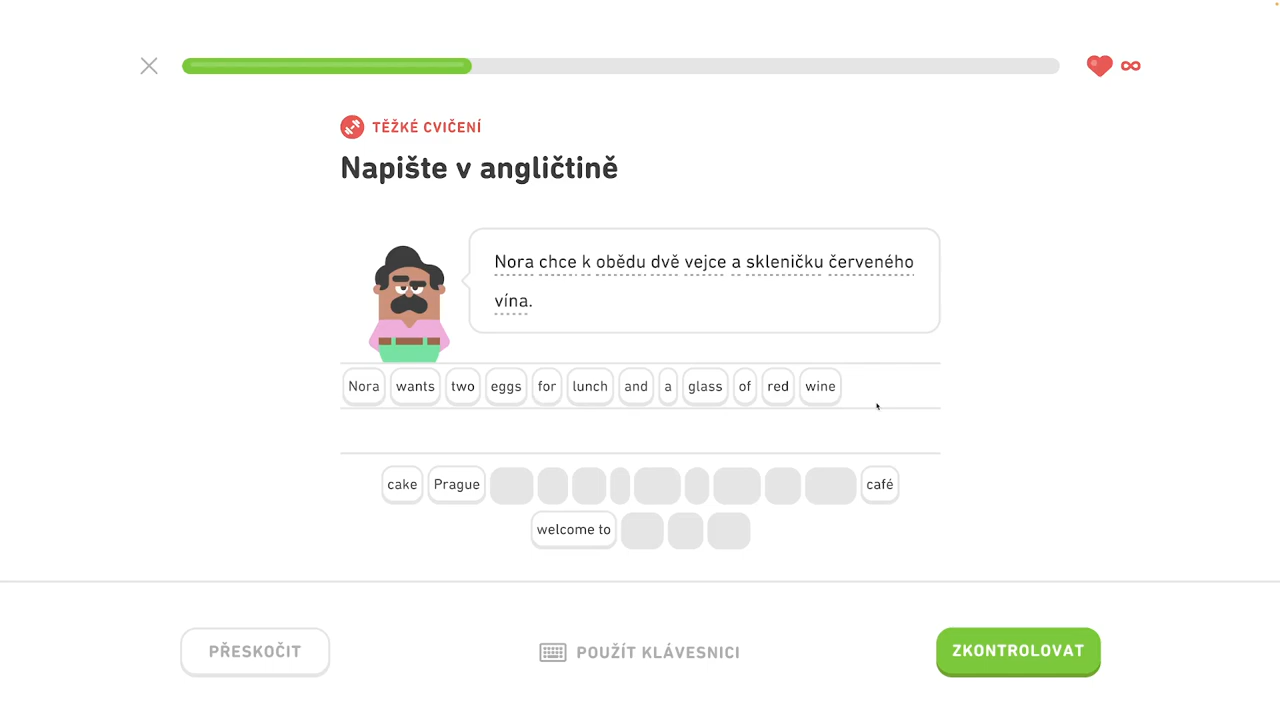 TĚŽKÉ CVIČENÍ
Napište v angličtině
Nora chce k obědu dvě vejce a skleničku červeného
vína.
Nora wants two eggs for lunch and a glass of red wine
cake Prague café
welcome to
PŘESKOČIT POUŽÍT KLÁVESNICI ZKONTROLOVAT